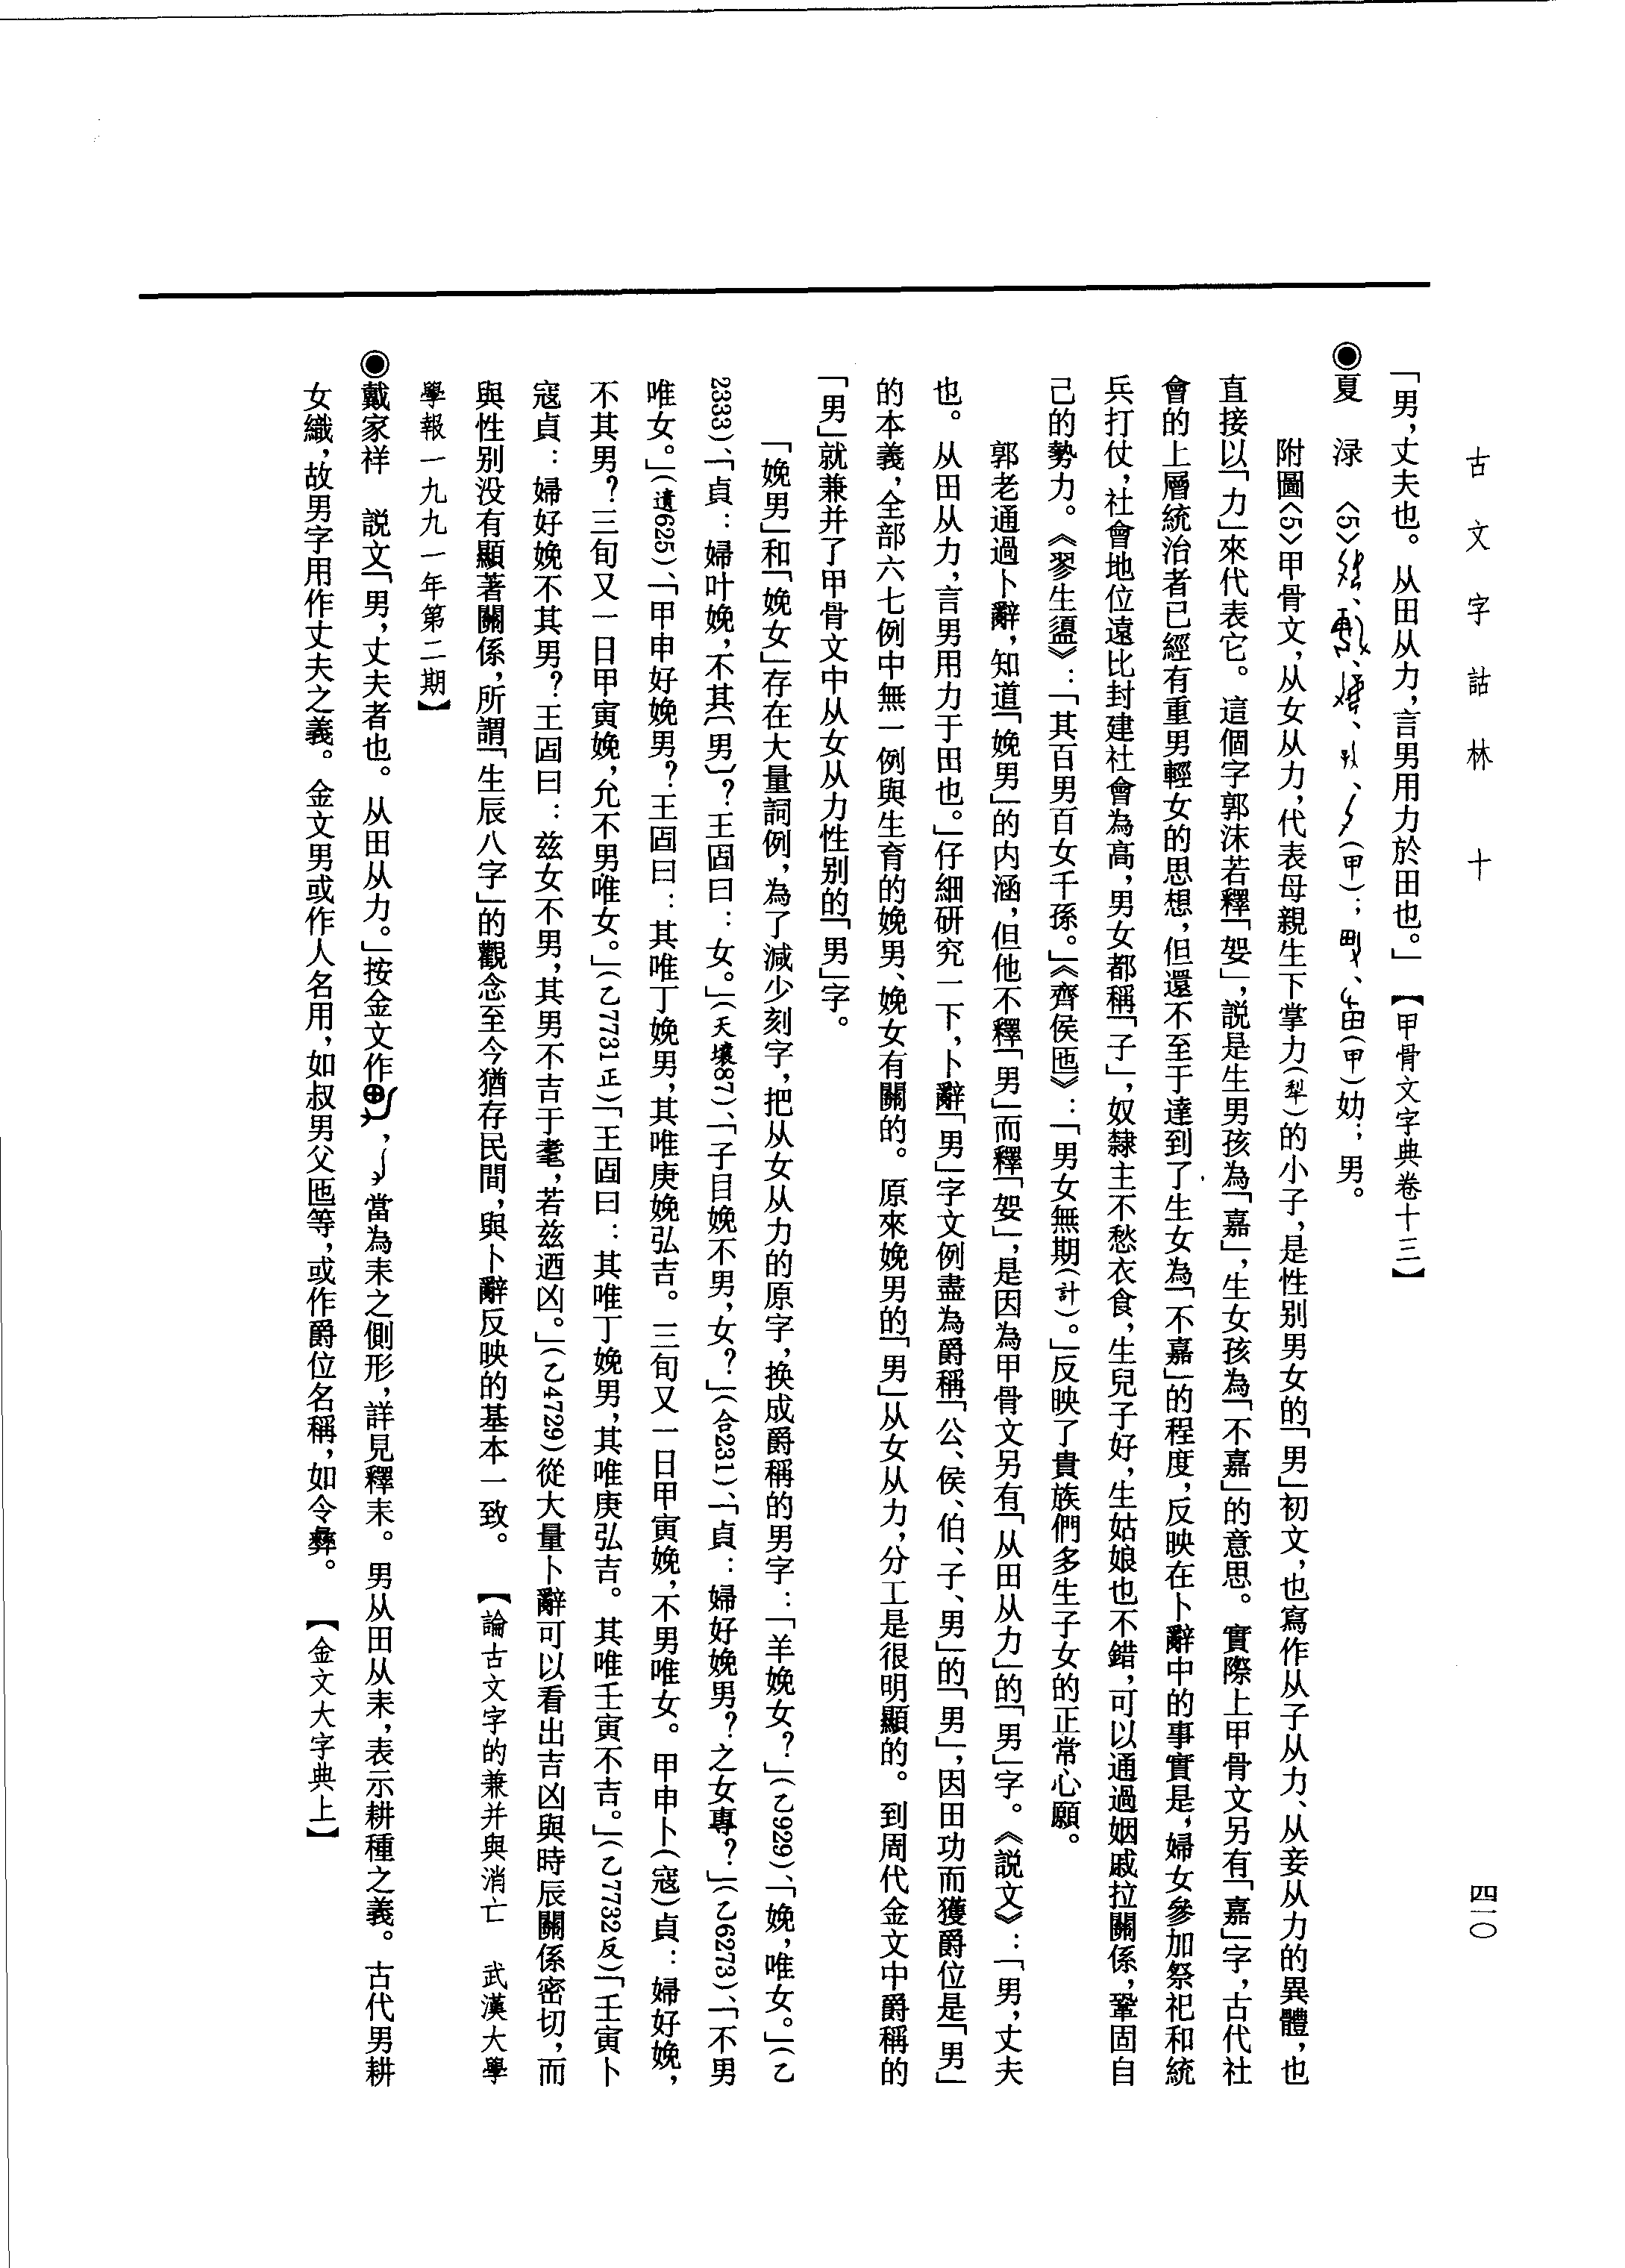 古文字詁林 十
四一〇
「男，丈夫也。从田从力，言男用力於田也。」【甲骨文字典卷十三】
◉夏 淥 〈5〉、、、、(甲)；、(甲)妫；男。
附圖〈5〉甲骨文，从女从力，代表母親生下掌力(犁)的小子，是性别男女的「男」初文，也寫作从子从力、从妾从力的異體，也
直接以「力」來代表它。這個字郭沫若釋「㚙」，説是生男孩為「嘉」，生女孩為「不嘉」的意思。實際上甲骨文另有「嘉」字，古代社
會的上層統治者已經有重男輕女的思想，但還不至于達到了生女為「不嘉」的程度，反映在卜辭中的事實是，婦女參加祭祀和統
兵打仗，社會地位遠比封建社會為高，男女都稱「子」，奴隸主不愁衣食，生兒子好，生姑娘也不錯，可以通過姻戚拉關係，鞏固自
己的勢力。《翏生盨》：「其百男百女千孫。」《齊侯匜》：「男女無期(計)。」反映了貴族們多生子女的正常心願。
郭老通過卜辭，知道「娩男」的内涵，但他不釋「男」而釋「㚙」，是因為甲骨文另有「从田从力」的「男」字。《説文》：「男，丈夫
也。从田从力，言男用力于田也。」仔細研究一下，卜辭「男」字文例盡為爵稱「公、侯、伯、子、男」的「男」，因田功而獲爵位是「男」
的本義，全部六七例中無一例與生育的娩男、娩女有關的。原來娩男的「男」从女从力，分工是很明顯的。到周代金文中爵稱的
「男」就兼并了甲骨文中从女从力性别的「男」字。
「娩男」和「娩女」存在大量詞例，為了減少刻字，把从女从力的原字，换成爵稱的男字：「羊娩女？」(乙929)、「娩，唯女。」(乙
2333)、「貞：婦叶娩，不其〔男〕？王固曰：女。」(天壤87)、「子目娩不男，女？」(合231)、「貞：婦好娩男？之女專？」(乙6273)、「不男
唯女。」(遺625)、「甲申好娩男？王固曰：其唯丁娩男，其唯庚娩弘吉。三旬又一日甲寅娩，不男唯女。甲申卜(寇)貞：婦好娩，
不其男？三旬又一日甲寅娩，允不男唯女。」(乙7731正)「王固曰：其唯丁娩男，其唯庚弘吉。其唯壬寅不吉。」(乙7732反)「壬寅卜
寇貞：婦好娩不其男？王固曰：兹女不男，其男不吉于耄，若兹迺凶。」(乙4729)從大量卜辭可以看出吉凶與時辰關係密切，而
與性别没有顯著關係，所謂「生辰八字」的觀念至今猶存民間，與卜辭反映的基本一致。【論古文字的兼并與消亡 武漢大學
學報一九九一年第二期】
◉戴家祥 説文「男，丈夫者也。从田从力。」按金文作，當為耒之側形，詳見釋耒。男从田从耒，表示耕種之義。古代男耕
女織，故男字用作丈夫之義。金文男或作人名用，如叔男父匜等，或作爵位名稱，如令彝。【金文大字典上】